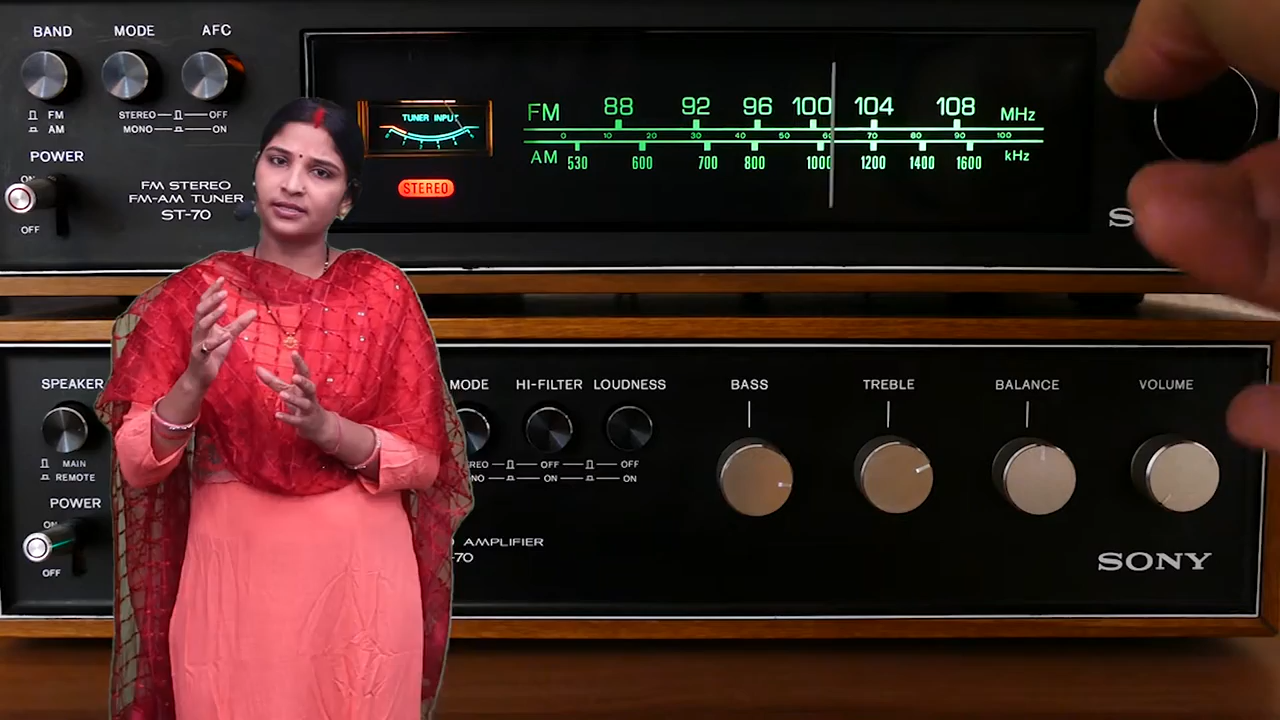 BAND MODE AFC
FM
AM
STEREO OFF
MONO ON
POWER
ON
OFF
FM STEREO
FM-AM TUNER
ST-70
TUNER INPUT
STEREO
FM 88 92 96 100 104 108 MHz
0 10 20 30 40 50 60 70 80 90 100
AM 530 600 700 800 1000 1200 1400 1600 kHz
SPEAKER MODE HI-FILTER LOUDNESS BASS TREBLE BALANCE VOLUME
MAIN
REMOTE
OFF OFF
ON ON
POWER
ON
OFF
AMPLIFIER
-70
SONY